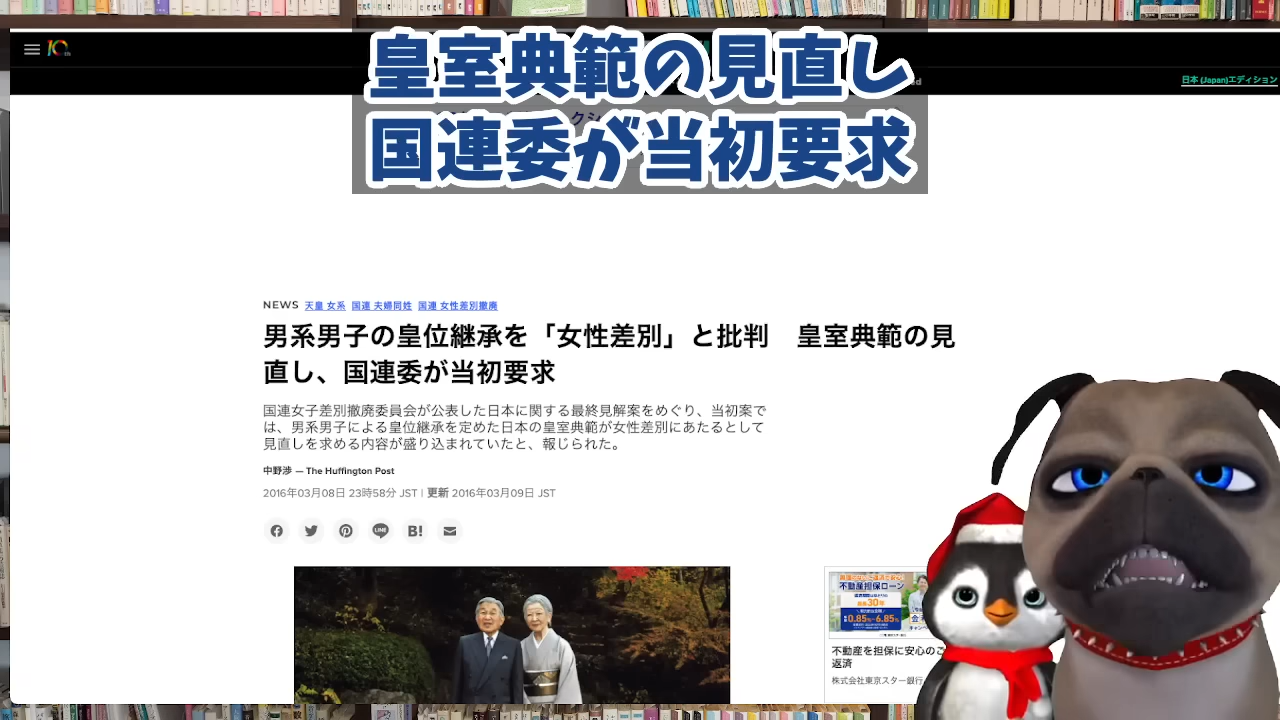 皇室典範の見直し
国連委が当初要求
日本 (Japan)エディション
NEWS 天皇 女系 国連 夫婦同姓 国連 女性差別撤廃
男系男子の皇位継承を「女性差別」と批判　皇室典範の見
直し、国連委が当初要求
国連女子差別撤廃委員会が公表した日本に関する最終見解案をめぐり、当初案で
は、男系男子による皇位継承を定めた日本の皇室典範が女性差別にあたるとして
見直しを求める内容が盛り込まれていたと、報じられた。
中野渉 — The Huffington Post
2016年03月08日 23時58分 JST | 更新 2016年03月09日 JST
LINE
B!
不動産担保ローン
0.85%~6.85%
不動産を担保に安心のご
返済
株式会社東京スター銀行